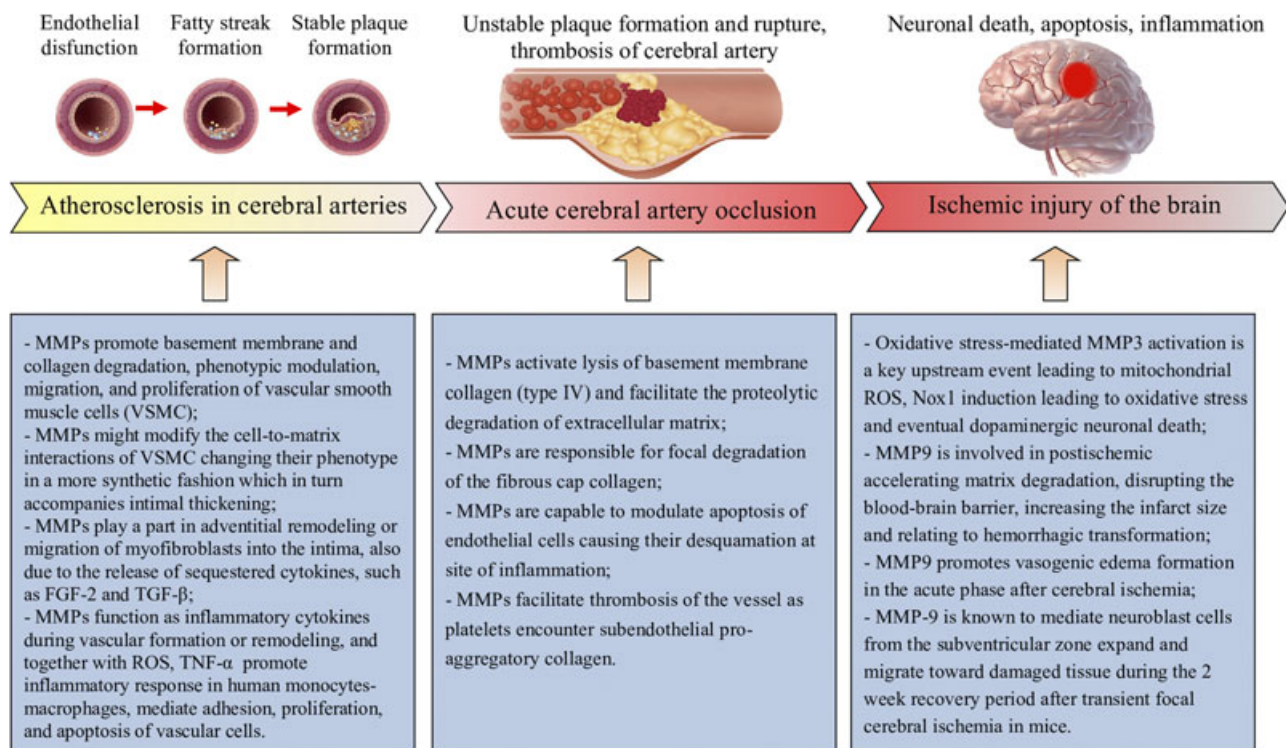 Endothelial
disfunction
Fatty streak
formation
Stable plaque
formation
Unstable plaque formation and rupture,
thrombosis of cerebral artery
Neuronal death, apoptosis, inflammation
Atherosclerosis in cerebral arteries
Acute cerebral artery occlusion
Ischemic injury of the brain
- MMPs promote basement membrane and
collagen degradation, phenotypic modulation,
migration, and proliferation of vascular smooth
muscle cells (VSMC);
- MMPs might modify the cell-to-matrix
interactions of VSMC changing their phenotype
in a more synthetic fashion which in turn
accompanies intimal thickening;
- MMPs play a part in adventitial remodeling or
migration of myofibroblasts into the intima, also
due to the release of sequestered cytokines, such
as FGF-2 and TGF-β;
- MMPs function as inflammatory cytokines
during vascular formation or remodeling, and
together with ROS, TNF-α promote
inflammatory response in human monocytes-
macrophages, mediate adhesion, proliferation,
and apoptosis of vascular cells.
- MMPs activate lysis of basement membrane
collagen (type IV) and facilitate the proteolytic
degradation of extracellular matrix;
- MMPs are responsible for focal degradation
of the fibrous cap collagen;
- MMPs are capable to modulate apoptosis of
endothelial cells causing their desquamation at
site of inflammation;
- MMPs facilitate thrombosis of the vessel as
platelets encounter subendothelial pro-
aggregatory collagen.
- Oxidative stress-mediated MMP3 activation is
a key upstream event leading to mitochondrial
ROS, Nox1 induction leading to oxidative stress
and eventual dopaminergic neuronal death;
- MMP9 is involved in postischemic
accelerating matrix degradation, disrupting the
blood-brain barrier, increasing the infarct size
and relating to hemorrhagic transformation;
- MMP9 promotes vasogenic edema formation
in the acute phase after cerebral ischemia;
- MMP-9 is known to mediate neuroblast cells
from the subventricular zone expand and
migrate toward damaged tissue during the 2
week recovery period after transient focal
cerebral ischemia in mice.